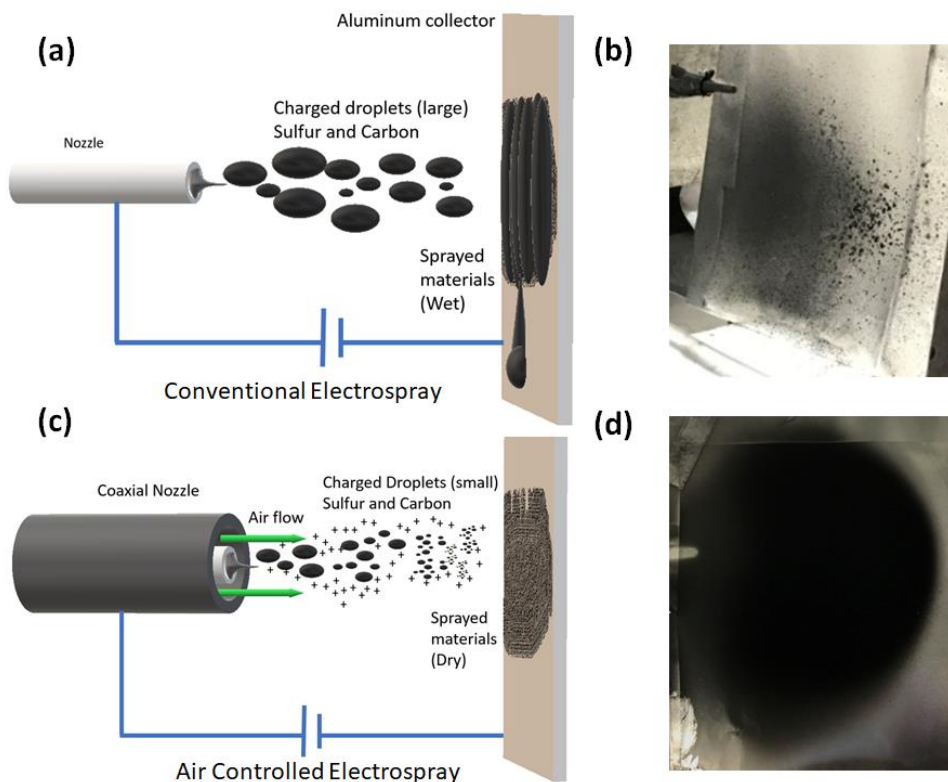 Aluminum collector
(a)
(b)
Charged droplets (large)
Sulfur and Carbon
Nozzle
Sprayed
materials
(Wet)
Conventional Electrospray
(c)
(d)
Coaxial Nozzle
Air flow
Charged Droplets (small)
Sulfur and Carbon
Sprayed
materials
(Dry)
Air Controlled Electrospray